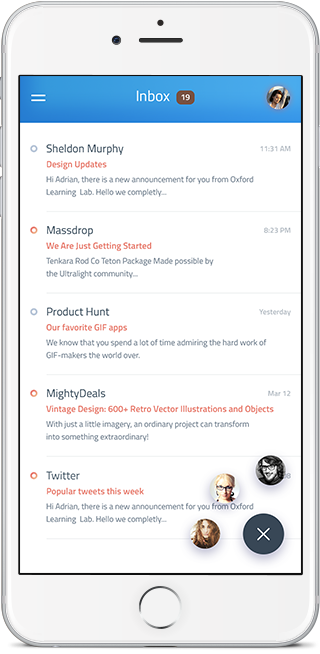 Inbox 19
Sheldon Murphy 11:31 AM
Design Updates
Hi Adrian, there is a new announcement for you from Oxford
Learning Lab. Hello we completly...
Massdrop 8:23 PM
We Are Just Getting Started
Tenkara Rod Co Teton Package Made possible by
the Ultralight community...
Product Hunt Yesterday
Our favorite GIF apps
We know that you spend a lot of time admiring the hard work of
GIF-makers the world over.
MightyDeals Mar 12
Vintage Design: 600+ Retro Vector Illustrations and Objects
With just a little imagery, an ordinary project can transform
into something extraordinary!
Twitter
Popular tweets this week
Hi Adrian, there is a new announcement for you from Oxford
Learning Lab. Hello we completly...